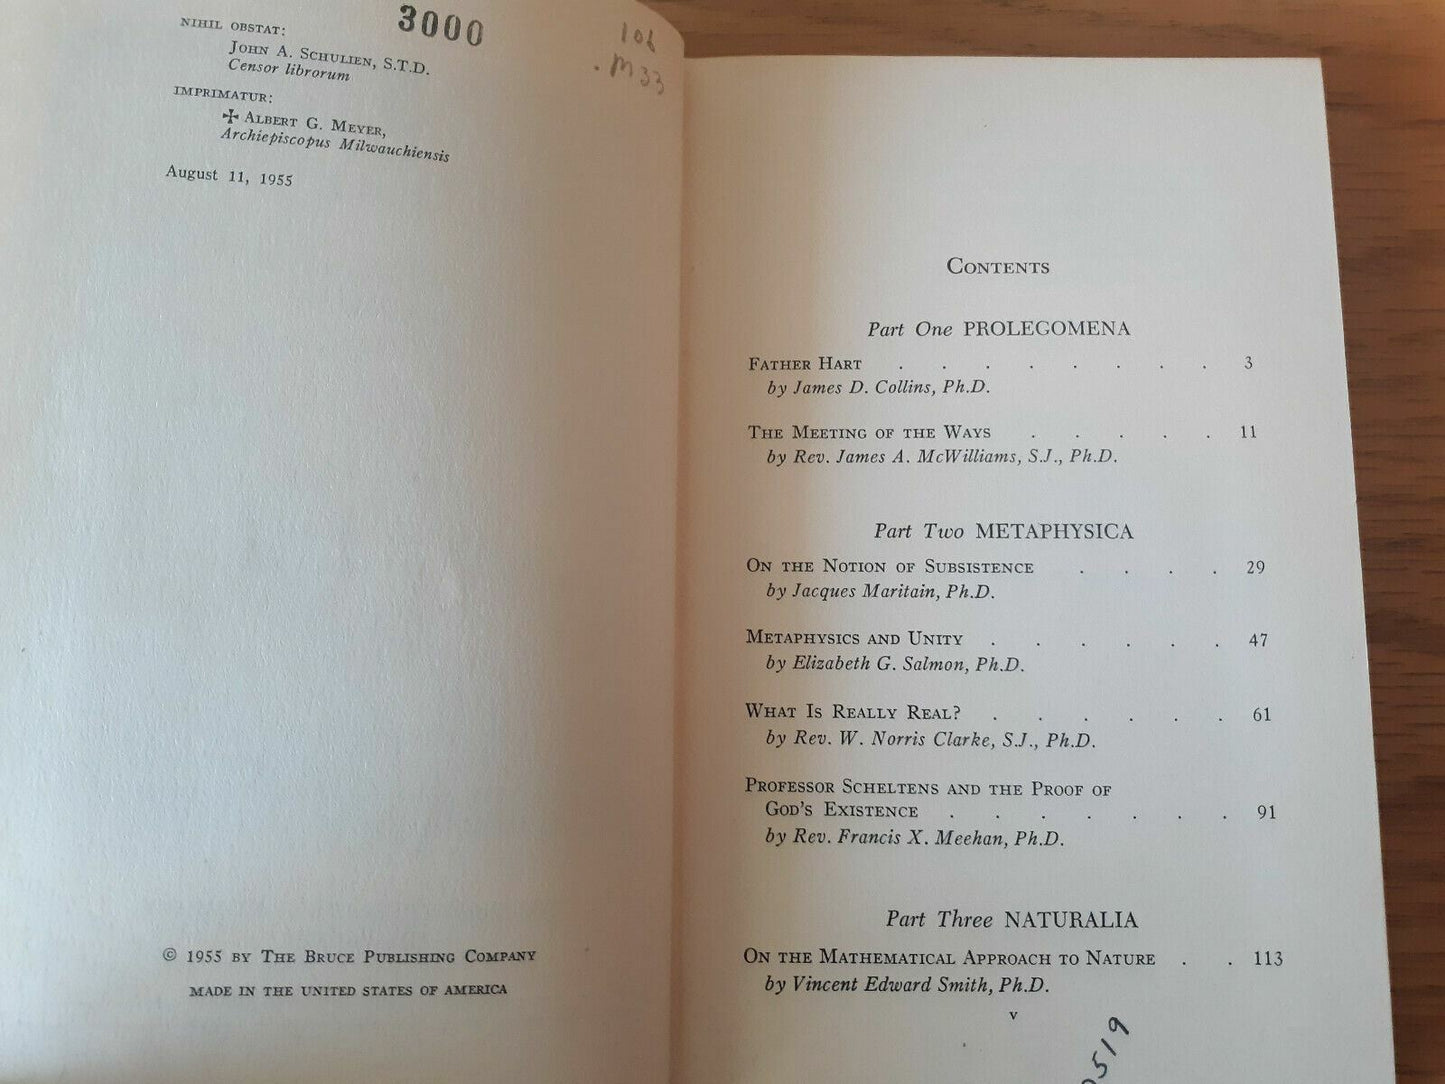 NIHIL OBSTAT:
3000
106
.M33
JOHN A. SCHULIEN, S.T.D.
Censor librorum
IMPRIMATUR:
✠ ALBERT G. MEYER,
Archiepiscopus Milwauchiensis
August 11, 1955
© 1955 BY THE BRUCE PUBLISHING COMPANY
MADE IN THE UNITED STATES OF AMERICA
CONTENTS
Part One PROLEGOMENA
FATHER HART . . . . . . . . 3
by James D. Collins, Ph.D.
THE MEETING OF THE WAYS . . . . . 11
by Rev. James A. McWilliams, S.J., Ph.D.
Part Two METAPHYSICA
ON THE NOTION OF SUBSISTENCE . . . . 29
by Jacques Maritain, Ph.D.
METAPHYSICS AND UNITY . . . . . . 47
by Elizabeth G. Salmon, Ph.D.
WHAT IS REALLY REAL? . . . . . . 61
by Rev. W. Norris Clarke, S.J., Ph.D.
PROFESSOR SCHELTENS AND THE PROOF OF
GOD'S EXISTENCE . . . . . . . 91
by Rev. Francis X. Meehan, Ph.D.
Part Three NATURALIA
ON THE MATHEMATICAL APPROACH TO NATURE . . 113
by Vincent Edward Smith, Ph.D.
v